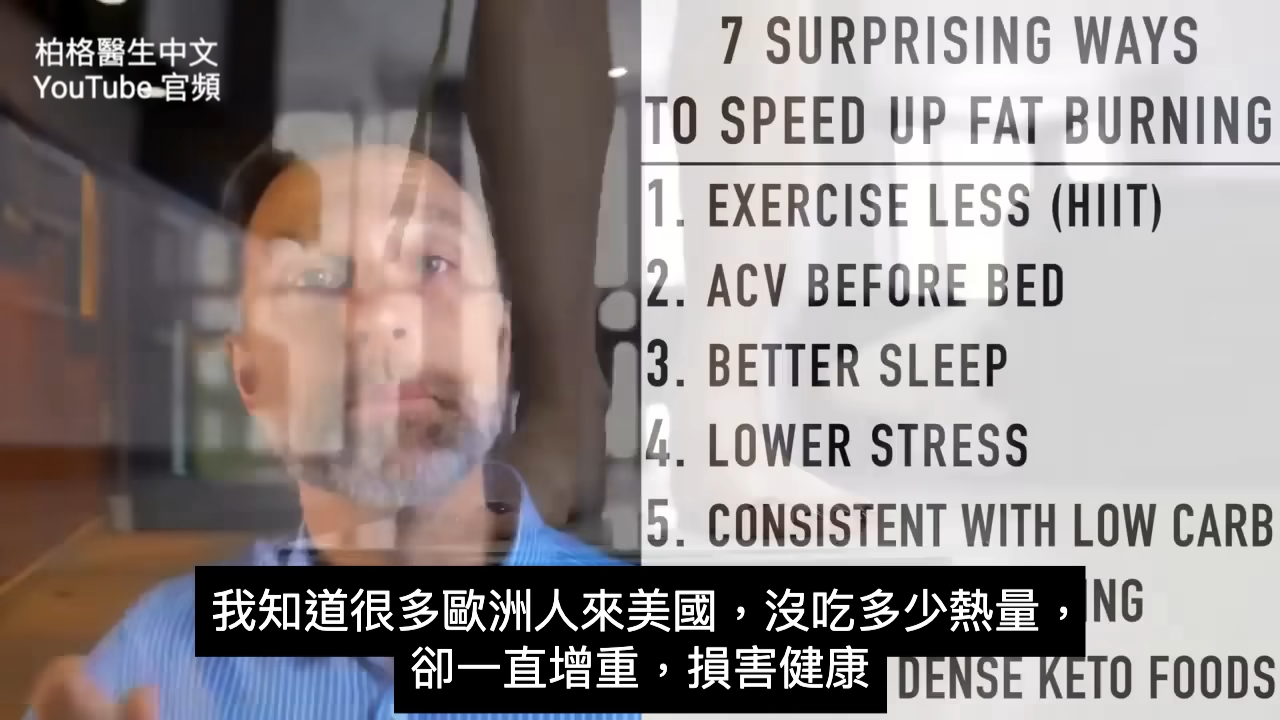 柏格醫生中文
YouTube 官頻
7 SURPRISING WAYS
TO SPEED UP FAT BURNING
1. EXERCISE LESS (HIIT)
2. ACV BEFORE BED
3. BETTER SLEEP
4. LOWER STRESS
5. CONSISTENT WITH LOW CARB
NG
DENSE KETO FOODS
我知道很多歐洲人來美國，沒吃多少熱量，
卻一直增重，損害健康